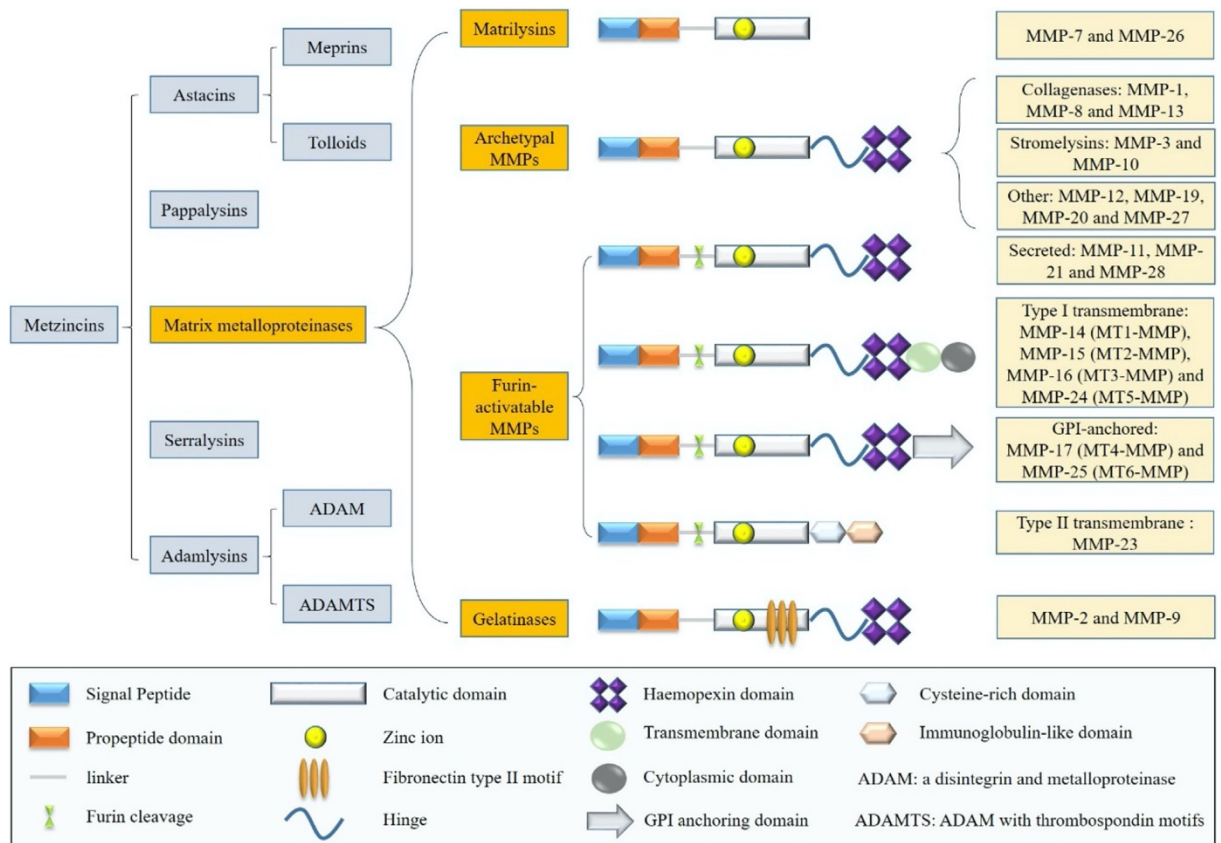 Metzincins
Astacins
Meprins
Tolloids
Pappalysins
Matrix metalloproteinases
Serralysins
Adamlysins
ADAM
ADAMTS
Matrilysins
MMP-7 and MMP-26
Archetypal
MMPs
Collagenases: MMP-1,
MMP-8 and MMP-13
Stromelysins: MMP-3 and
MMP-10
Other: MMP-12, MMP-19,
MMP-20 and MMP-27
Furin-
activatable
MMPs
Secreted: MMP-11, MMP-
21 and MMP-28
Type I transmembrane:
MMP-14 (MT1-MMP),
MMP-15 (MT2-MMP),
MMP-16 (MT3-MMP) and
MMP-24 (MT5-MMP)
GPI-anchored:
MMP-17 (MT4-MMP) and
MMP-25 (MT6-MMP)
Type II transmembrane :
MMP-23
Gelatinases
MMP-2 and MMP-9
Signal Peptide
Propeptide domain
linker
Furin cleavage
Catalytic domain
Zinc ion
Fibronectin type II motif
Hinge
Haemopexin domain
Transmembrane domain
Cytoplasmic domain
GPI anchoring domain
Cysteine-rich domain
Immunoglobulin-like domain
ADAM: a disintegrin and metalloproteinase
ADAMTS: ADAM with thrombospondin motifs